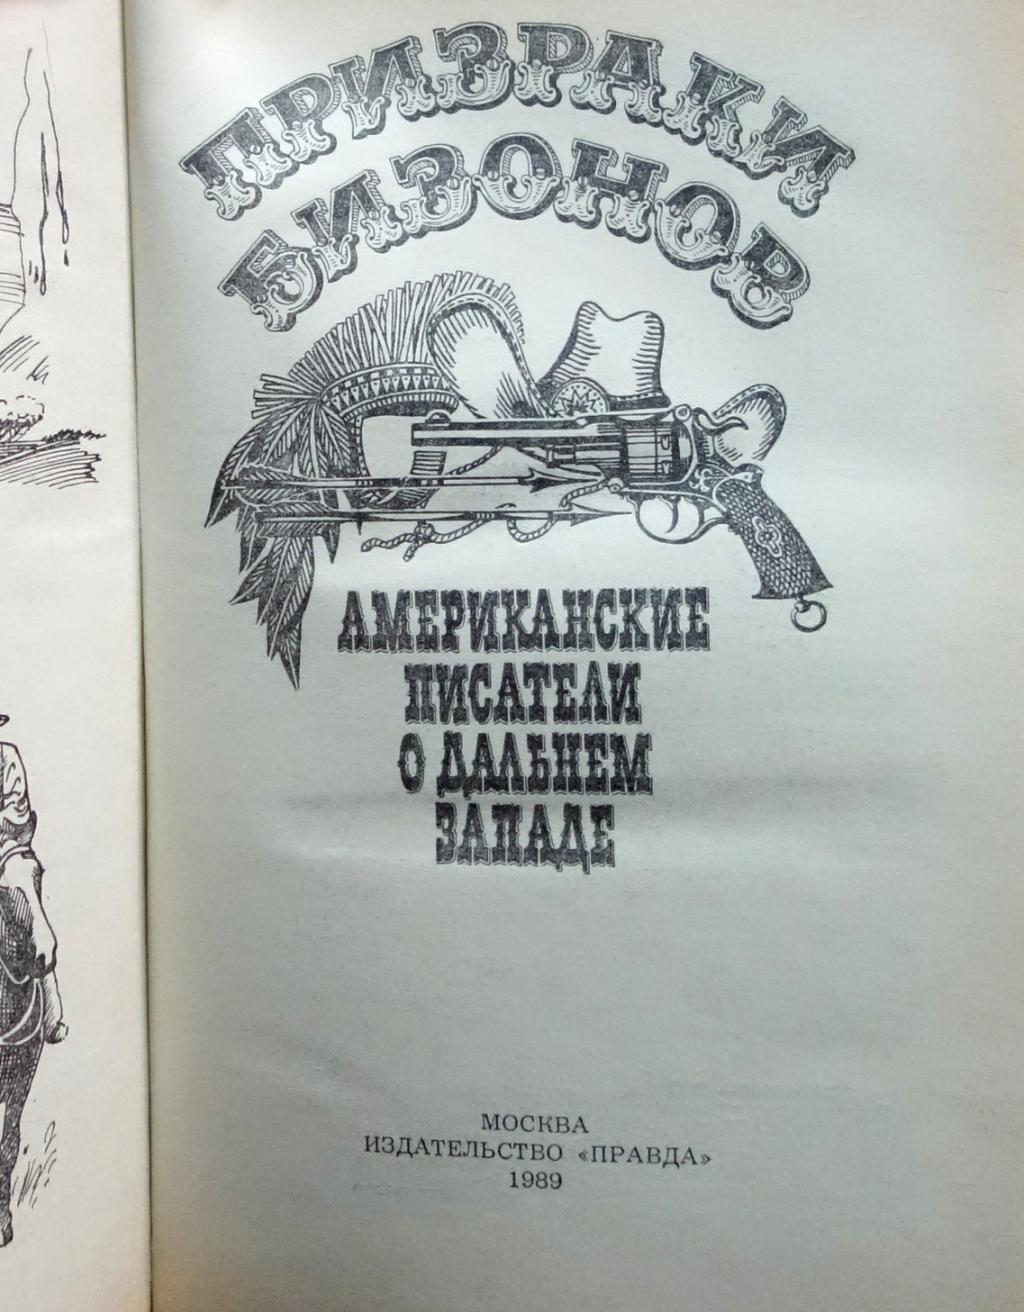 ПРИЗРАКИ
БИЗОНОВ
АМЕРИКАНСКИЕ
ПИСАТЕЛИ
О ДАЛЬНЕМ
ЗАПАДЕ
МОСКВА
ИЗДАТЕЛЬСТВО «ПРАВДА»
1989